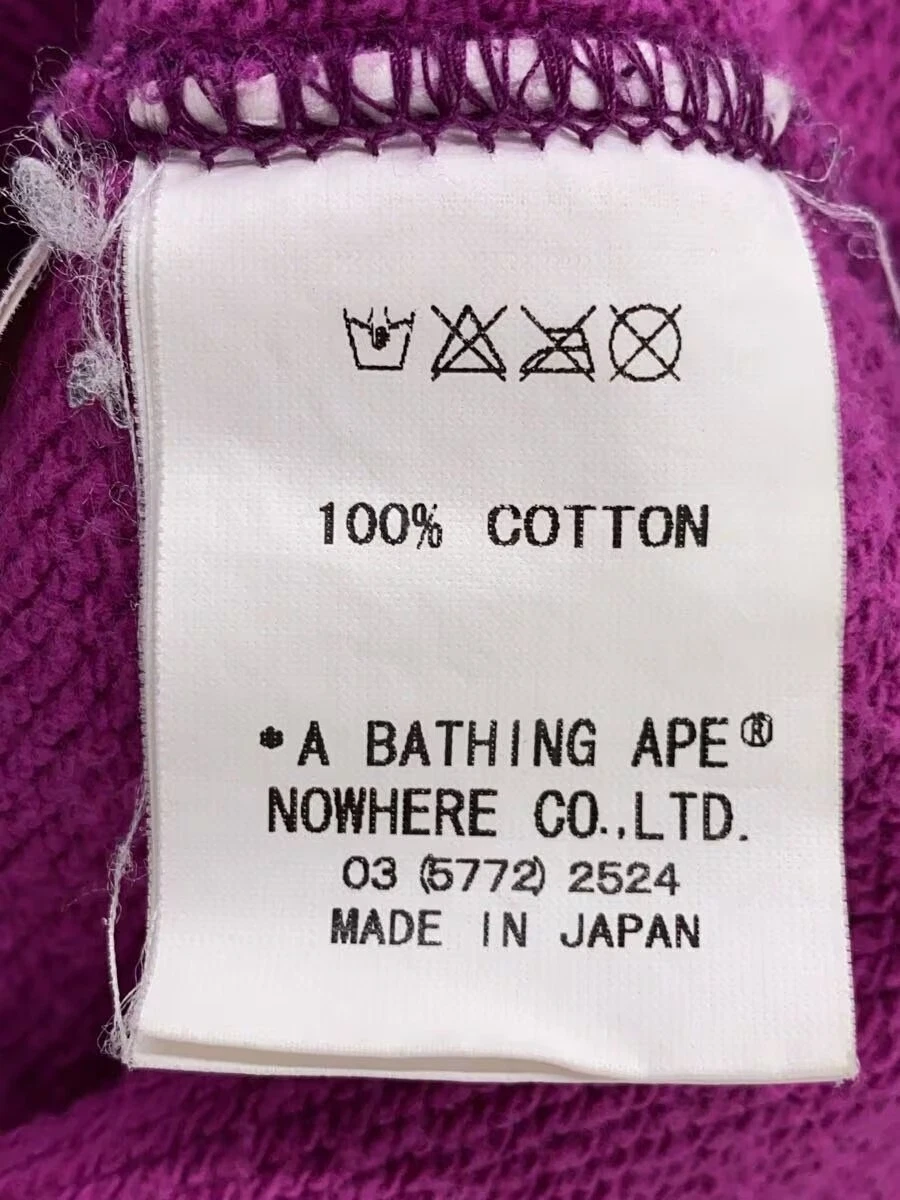 100% COTTON
*A BATHING APE®
NOWHERE CO.,LTD.
03 (5772) 2524
MADE IN JAPAN